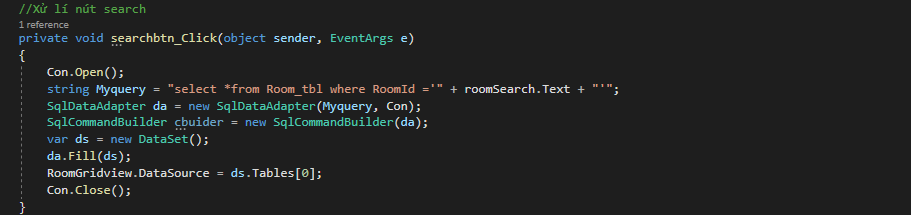 //Xử lí nút search
1 reference
private void searchbtn_Click(object sender, EventArgs e)
{
Con.Open();
string Myquery = "select *from Room_tbl where RoomId ='" + roomSearch.Text + "'";
SqlDataAdapter da = new SqlDataAdapter(Myquery, Con);
SqlCommandBuilder cbuider = new SqlCommandBuilder(da);
var ds = new DataSet();
da.Fill(ds);
RoomGridview.DataSource = ds.Tables[0];
Con.Close();
}